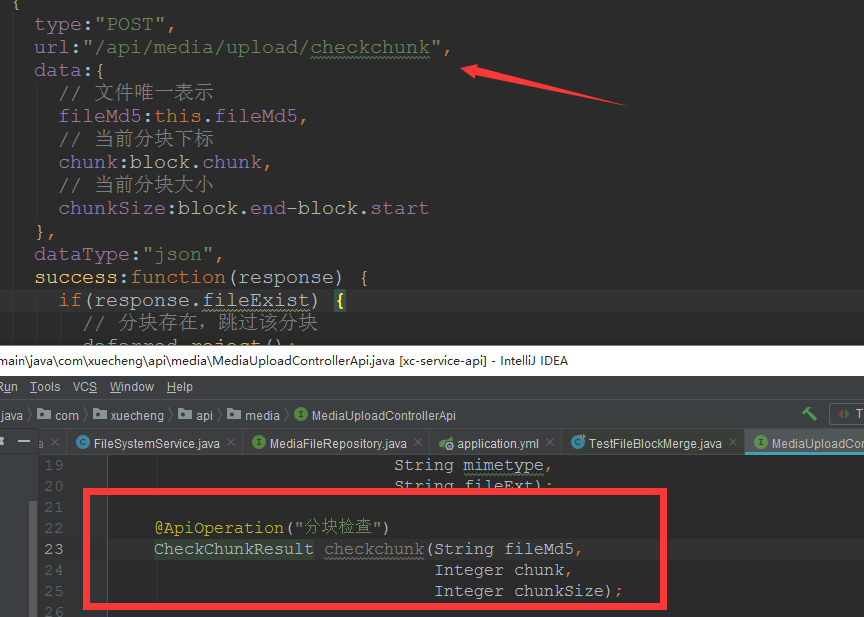 {
type:"POST",
url:"/api/media/upload/checkchunk",
data:{
// 文件唯一表示
fileMd5:this.fileMd5,
// 当前分块下标
chunk:block.chunk,
// 当前分块大小
chunkSize:block.end-block.start
},
dataType:"json",
success:function(response) {
if(response.fileExist) {
// 分块存在，跳过该分块
deferred.reject();
main\java\com\xuecheng\api\media\MediaUploadControllerApi.java [xc-service-api] - IntelliJ IDEA
Run Tools VCS Window Help
java com xuecheng api media MediaUploadControllerApi T
a FileSystemService.java MediaFileRepository.java application.yml TestFileBlockMerge.java MediaUploadCon
19 String mimetype,
20 String fileExt);
21
22 @ApiOperation("分块检查")
23 CheckChunkResult checkchunk(String fileMd5,
24 Integer chunk,
25 Integer chunkSize);
26